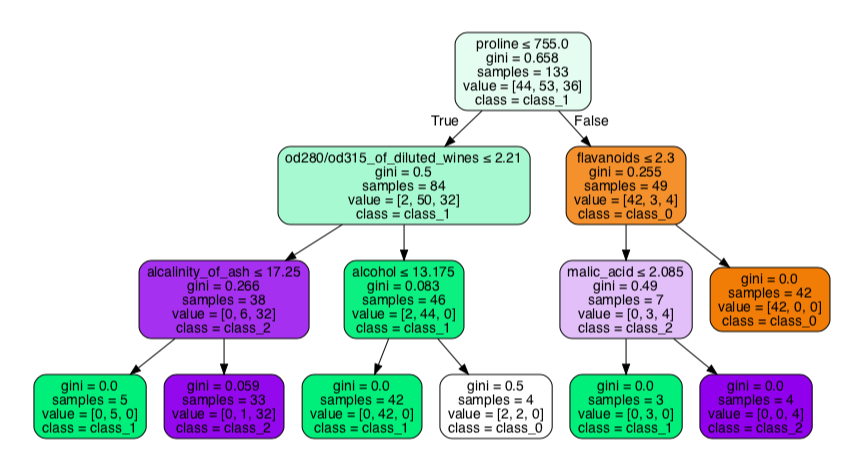 proline ≤ 755.0
gini = 0.658
samples = 133
value = [44, 53, 36]
class = class_1
True
False
od280/od315_of_diluted_wines ≤ 2.21
gini = 0.5
samples = 84
value = [2, 50, 32]
class = class_1
flavanoids ≤ 2.3
gini = 0.255
samples = 49
value = [42, 3, 4]
class = class_0
alcalinity_of_ash ≤ 17.25
gini = 0.266
samples = 38
value = [0, 6, 32]
class = class_2
alcohol ≤ 13.175
gini = 0.083
samples = 46
value = [2, 44, 0]
class = class_1
malic_acid ≤ 2.085
gini = 0.49
samples = 7
value = [0, 3, 4]
class = class_2
gini = 0.0
samples = 42
value = [42, 0, 0]
class = class_0
gini = 0.0
samples = 5
value = [0, 5, 0]
class = class_1
gini = 0.059
samples = 33
value = [0, 1, 32]
class = class_2
gini = 0.0
samples = 42
value = [0, 42, 0]
class = class_1
gini = 0.5
samples = 4
value = [2, 2, 0]
class = class_0
gini = 0.0
samples = 3
value = [0, 3, 0]
class = class_1
gini = 0.0
samples = 4
value = [0, 0, 4]
class = class_2